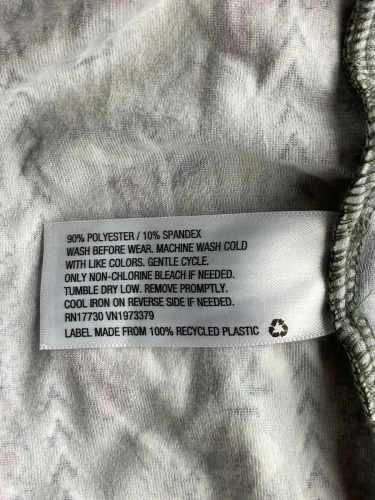 90% POLYESTER / 10% SPANDEX
WASH BEFORE WEAR. MACHINE WASH COLD
WITH LIKE COLORS. GENTLE CYCLE.
ONLY NON-CHLORINE BLEACH IF NEEDED.
TUMBLE DRY LOW. REMOVE PROMPTLY.
COOL IRON ON REVERSE SIDE IF NEEDED.
RN17730 VN1973379
LABEL MADE FROM 100% RECYCLED PLASTIC